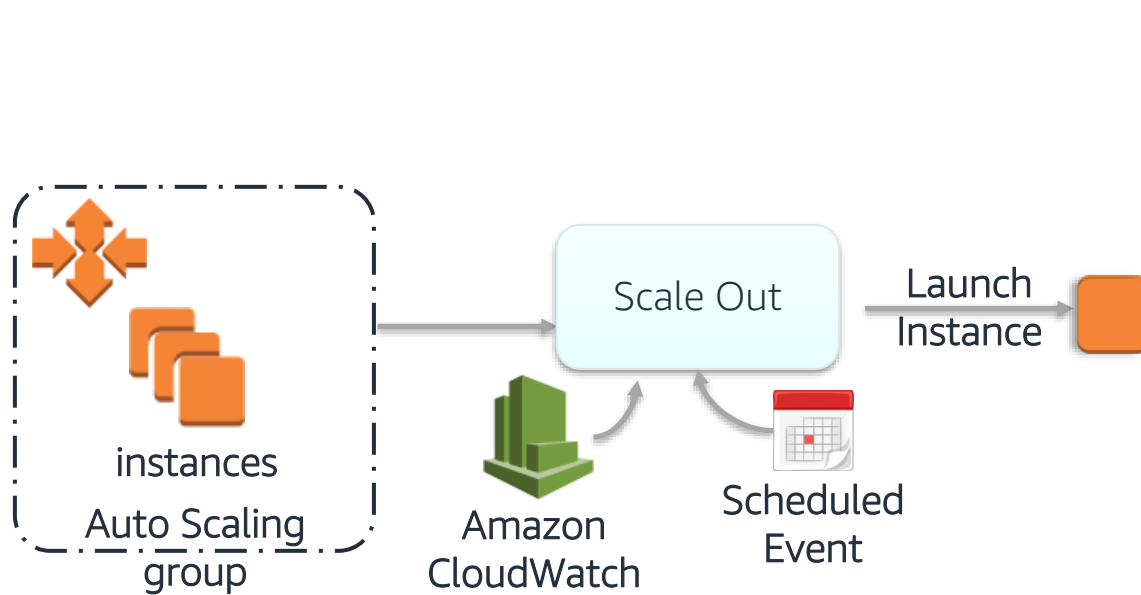 instances
Auto Scaling
group
Scale Out
Amazon
CloudWatch
Scheduled
Event
Launch
Instance